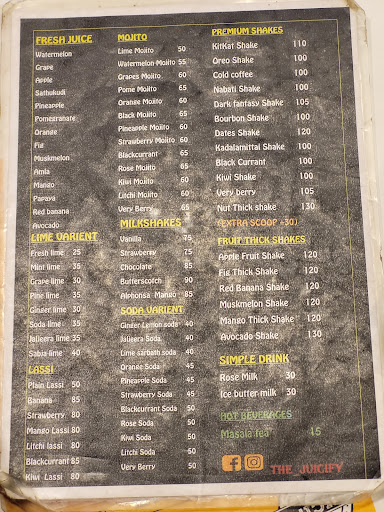 FRESH JUICE
Watermelon
Grape
Apple
Sathukudi
Pineapple
Pomegranate
Orange
Fig
Muskmelon
Amla
Mango
Papaya
Red banana
Avocado
LIME VARIENT
Fresh lime 25
Mint lime 35
Grape lime 30
Pine lime 35
Ginger lime 30
Soda lime 35
Jaljeera lime 35
Sabja lime 40
LASSI
Plain Lassi 50
Banana 85
Strawberry 80
Mango Lassi 80
Litchi lassi 80
Blackcurrant 85
Kiwi Lassi 80
MOJITO
Lime Mojito 50
Watermelon Mojito 55
Grapes Mojito 60
Pome Mojito 65
Orange Mojito 60
Black Mojito 65
Pineapple Mojito 60
Strawberry Mojito 60
Blackcurrant 65
Rose Mojito 65
Kiwi Mojito 60
Litchi Mojito 60
Very Berry 65
MILKSHAKES
Vanilla 75
Strawberry 75
Chocolate 85
Butterscotch 90
Alphonsa Mango 85
SODA VARIENT
Ginger Lemon soda 40
Jaljeera Soda 40
Lime sarbath soda 40
Orange Soda 45
Pineapple Soda 45
Strawberry Soda 45
Blackcurrant Soda 50
Rose Soda 50
Kiwi Soda 50
Litchi Soda 50
Very Berry 50
PREMIUM SHAKES
KitKat Shake 110
Oreo Shake 100
Cold coffee 100
Nabati Shake 100
Dark fantasy Shake 105
Bourbon Shake 100
Dates Shake 120
Kadalamittai Shake 100
Black Currant 100
Kiwi Shake 100
Very berry 105
Nut Thick shake 130
(EXTRA SCOOP -30)
FRUIT THICK SHAKES
Apple Fruit Shake 120
Fig Thick Shake 120
Red Banana Shake 120
Muskmelon Shake 120
Mango Thick Shake 120
Avocado Shake 130
SIMPLE DRINK
Rose Milk 30
Ice butter milk 30
HOT BEVERAGES
Masala tea 15
THE JUICIFY